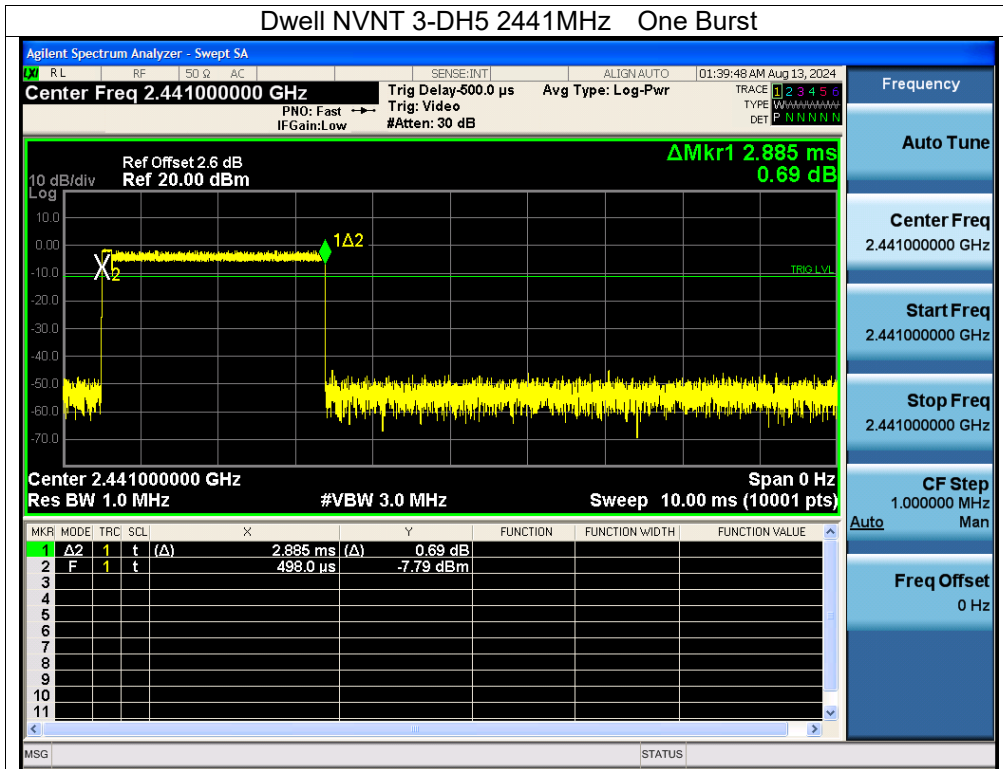 Dwell NVNT 3-DH5 2441MHz One Burst
Agilent Spectrum Analyzer - Swept SA
LXI RL RF 50 Ω AC SENSE:INT ALIGN AUTO 01:39:48 AM Aug 13, 2024
Center Freq 2.441000000 GHz
PNO: Fast
IFGain:Low
Trig Delay-500.0 µs
Trig: Video
#Atten: 30 dB
Avg Type: Log-Pwr
TRACE 1 2 3 4 5 6
TYPE WWWWWWW
DET P N N N N N
Frequency
Auto Tune
Center Freq
2.441000000 GHz
Start Freq
2.441000000 GHz
Stop Freq
2.441000000 GHz
CF Step
1.000000 MHz
Auto Man
Freq Offset
0 Hz
ΔMkr1 2.885 ms
0.69 dB
Ref Offset 2.6 dB
10 dB/div Ref 20.00 dBm
Log
10.0
0.00
-10.0
-20.0
-30.0
-40.0
-50.0
-60.0
-70.0
1Δ2
2
TRIG LVL
Center 2.441000000 GHz Span 0 Hz
Res BW 1.0 MHz #VBW 3.0 MHz Sweep 10.00 ms (10001 pts)
MKR MODE TRC SCL X Y FUNCTION FUNCTION WIDTH FUNCTION VALUE
1 Δ2 1 t (Δ) 2.885 ms (Δ) 0.69 dB
2 F 1 t 498.0 µs -7.79 dBm
3
4
5
6
7
8
9
10
11
MSG STATUS